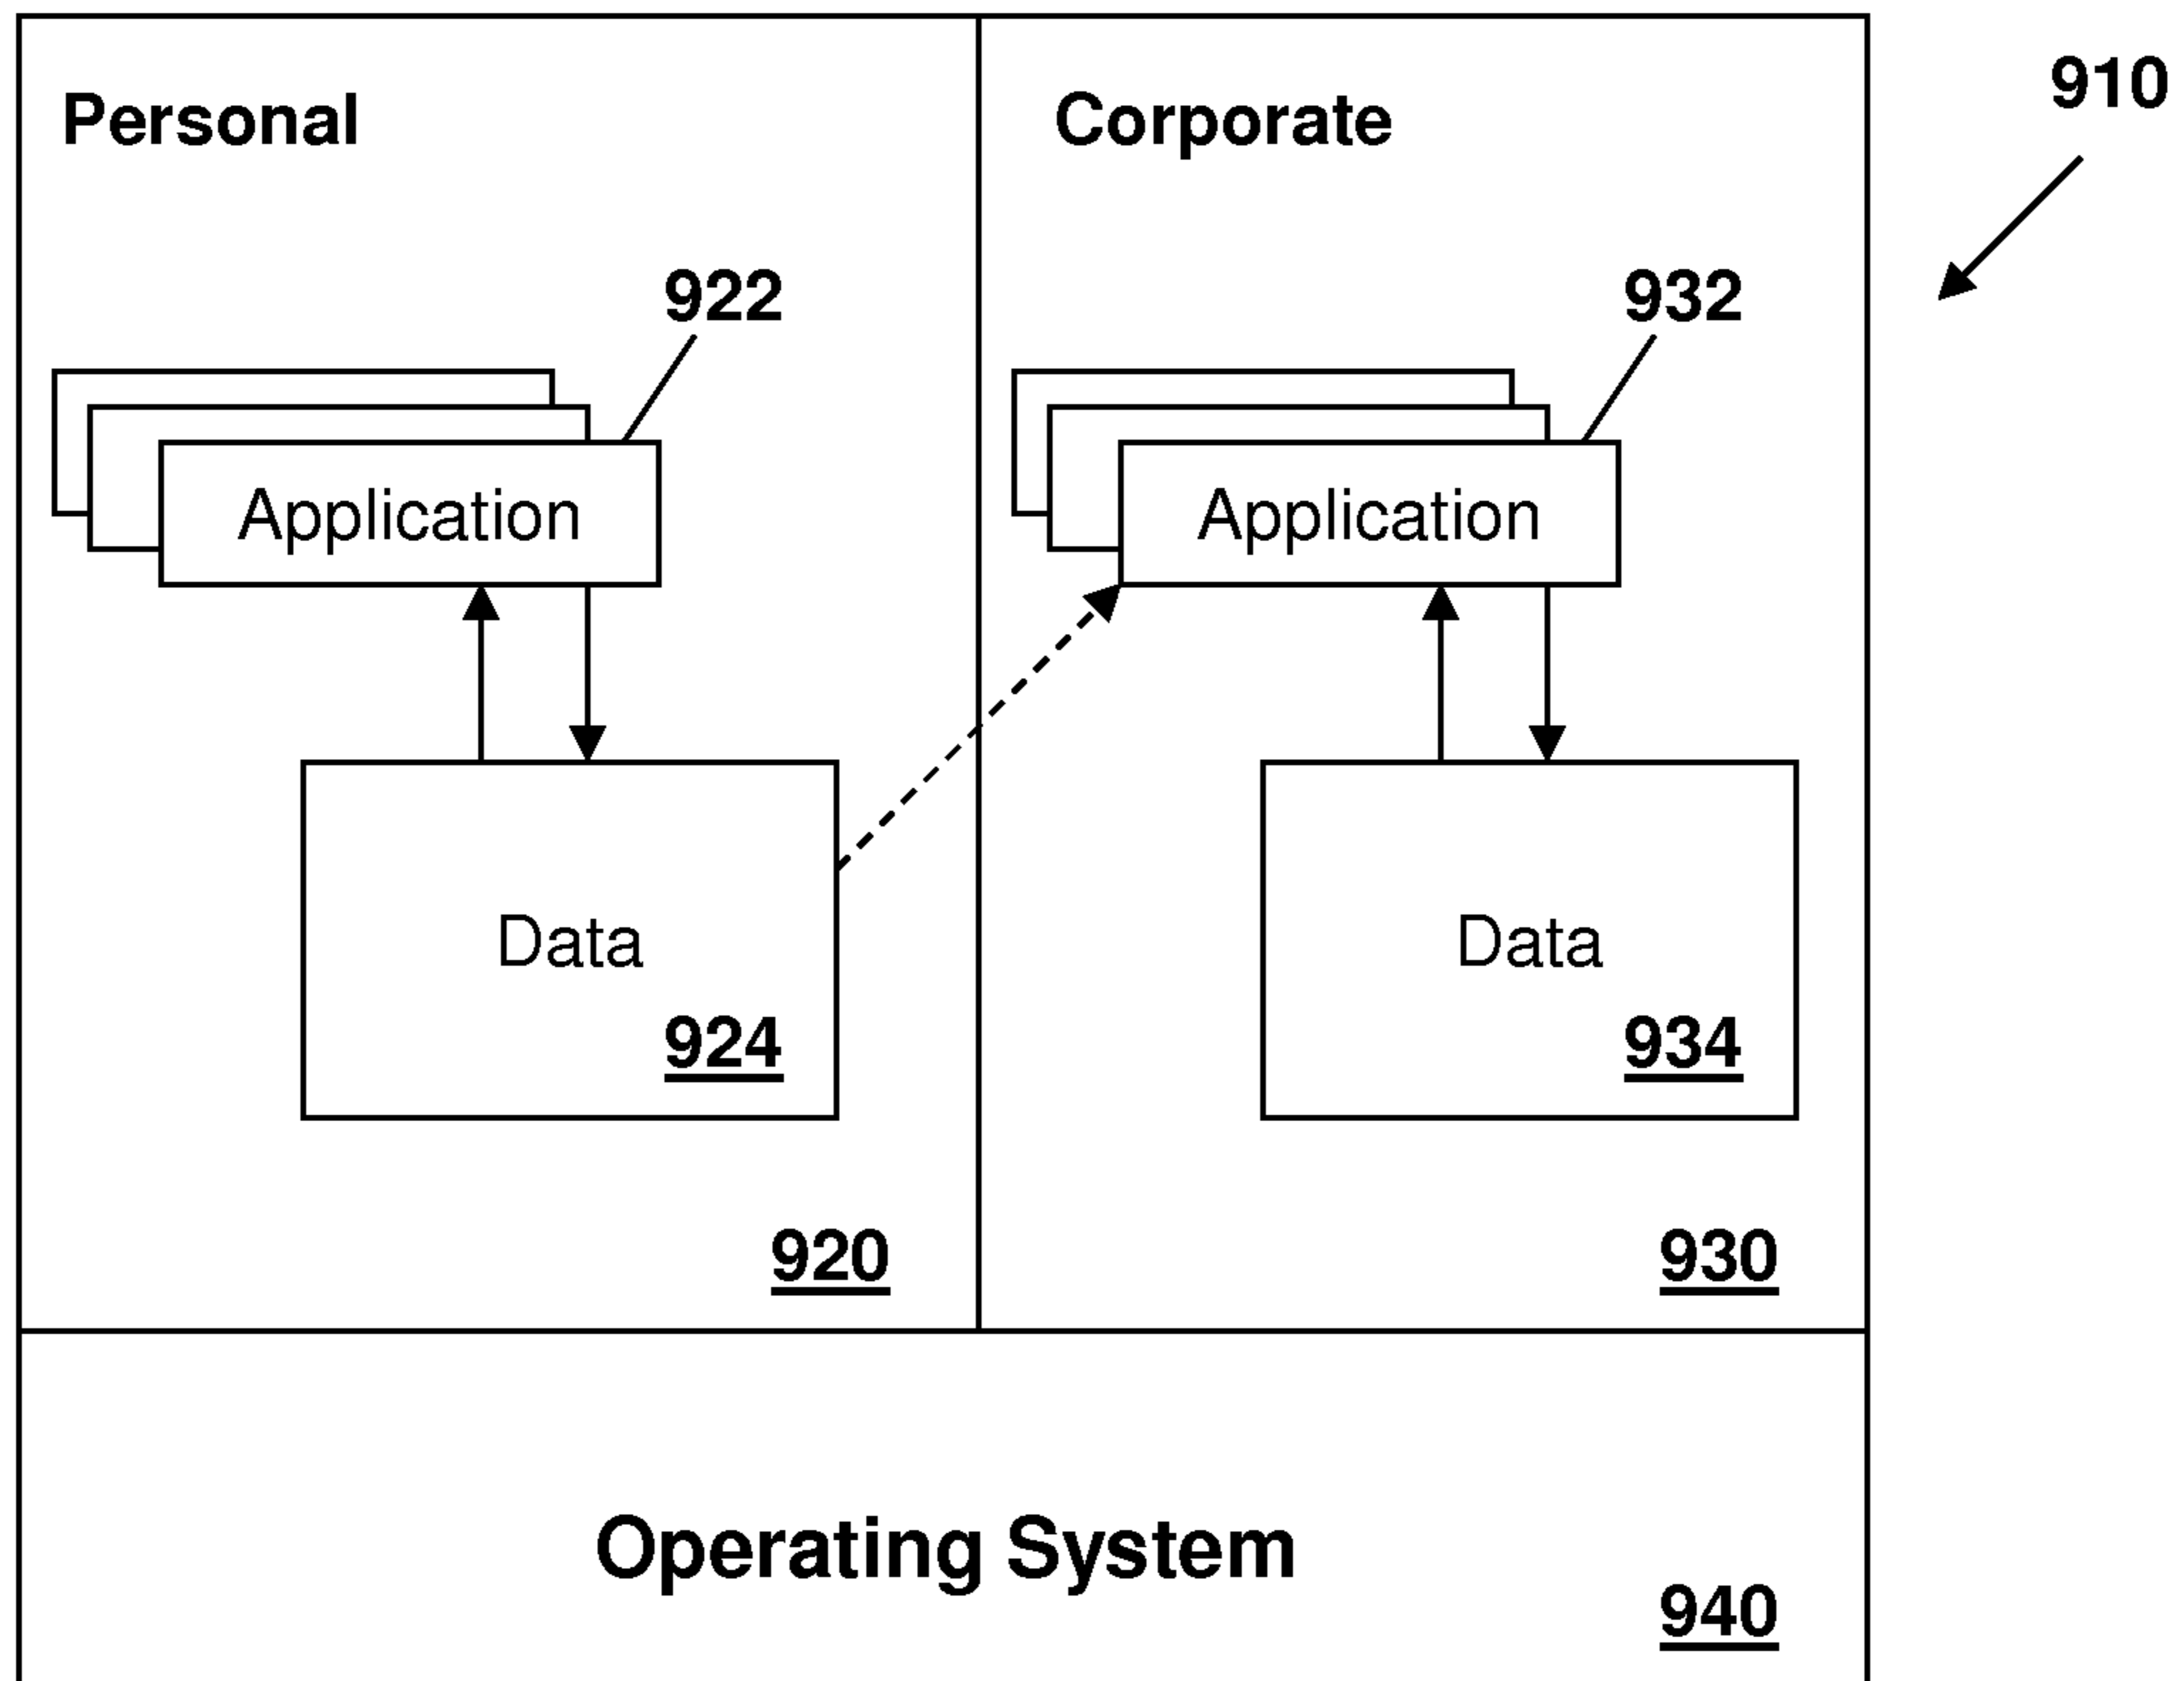 Personal
Corporate
910
922
932
Application
Application
Data
924
Data
934
920
930
Operating System
940